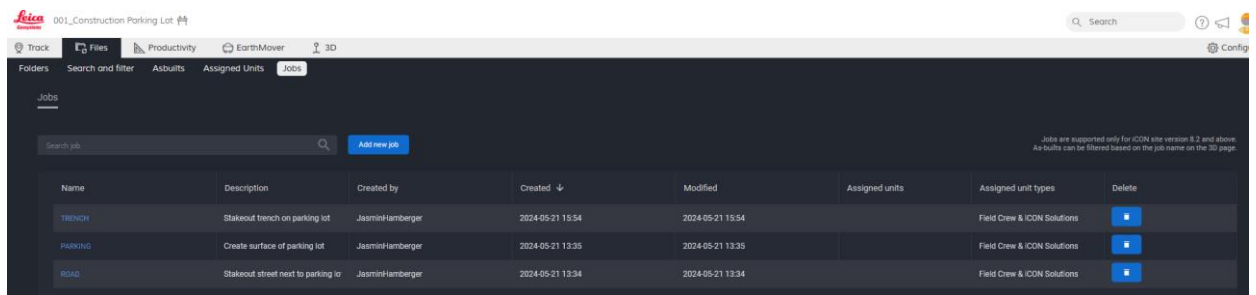 Leica
Geosystems
001_Construction Parking Lot
Search
Track Files Productivity EarthMover 3D
Folders Search and filter Asbuilts Assigned Units Jobs
Jobs
Search job Add new job
Jobs are supported only for iCON site version 8.2 and above.
As-builts can be filtered based on the job name on the 3D page.
Name Description Created by Created Modified Assigned units Assigned unit types Delete
TRENCH Stakeout trench on parking lot JasminHamberger 2024-05-21 15:54 2024-05-21 15:54 Field Crew & iCON Solutions
PARKING Create surface of parking lot JasminHamberger 2024-05-21 13:35 2024-05-21 13:35 Field Crew & iCON Solutions
ROAD Stakeout street next to parking lo JasminHamberger 2024-05-21 13:34 2024-05-21 13:34 Field Crew & iCON Solutions